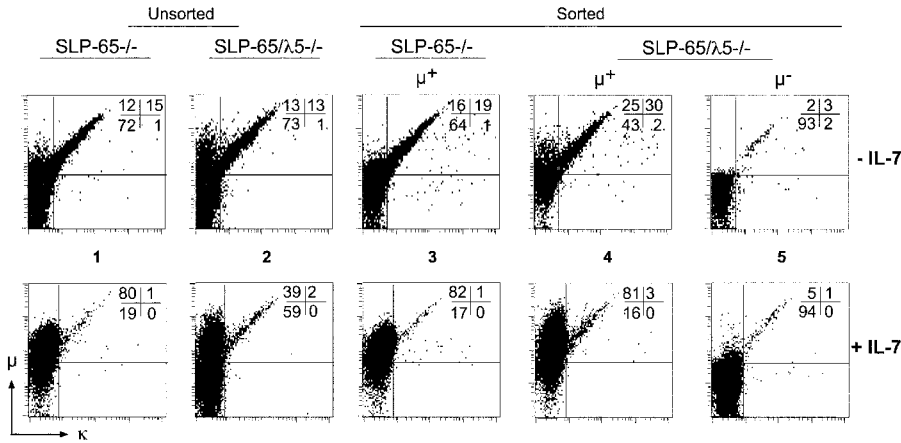 Unsorted Sorted
SLP-65-/- SLP-65/λ5-/- SLP-65-/- SLP-65/λ5-/-
μ+ μ+ μ-
12 15 13 13 16 19 25 30 2 3
72 1 73 1 64 1 43 2 93 2
- IL-7
1 2 3 4 5
80 1 39 2 82 1 81 3 5 1
19 0 59 0 17 0 16 0 94 0
+ IL-7
μ
κ